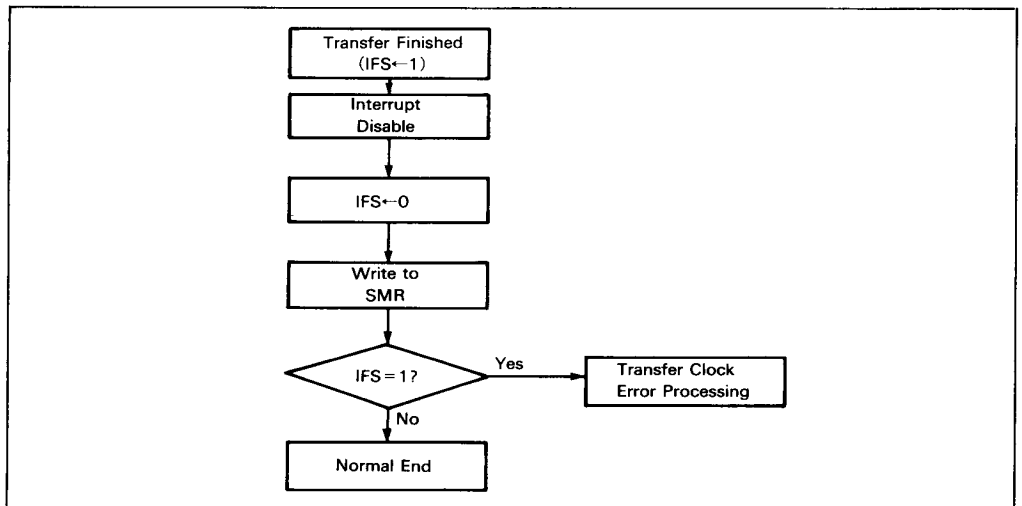 Transfer Finished
(IFS←1)
Interrupt
Disable
IFS←0
Write to
SMR
IFS=1?
Yes
Transfer Clock
Error Processing
No
Normal End